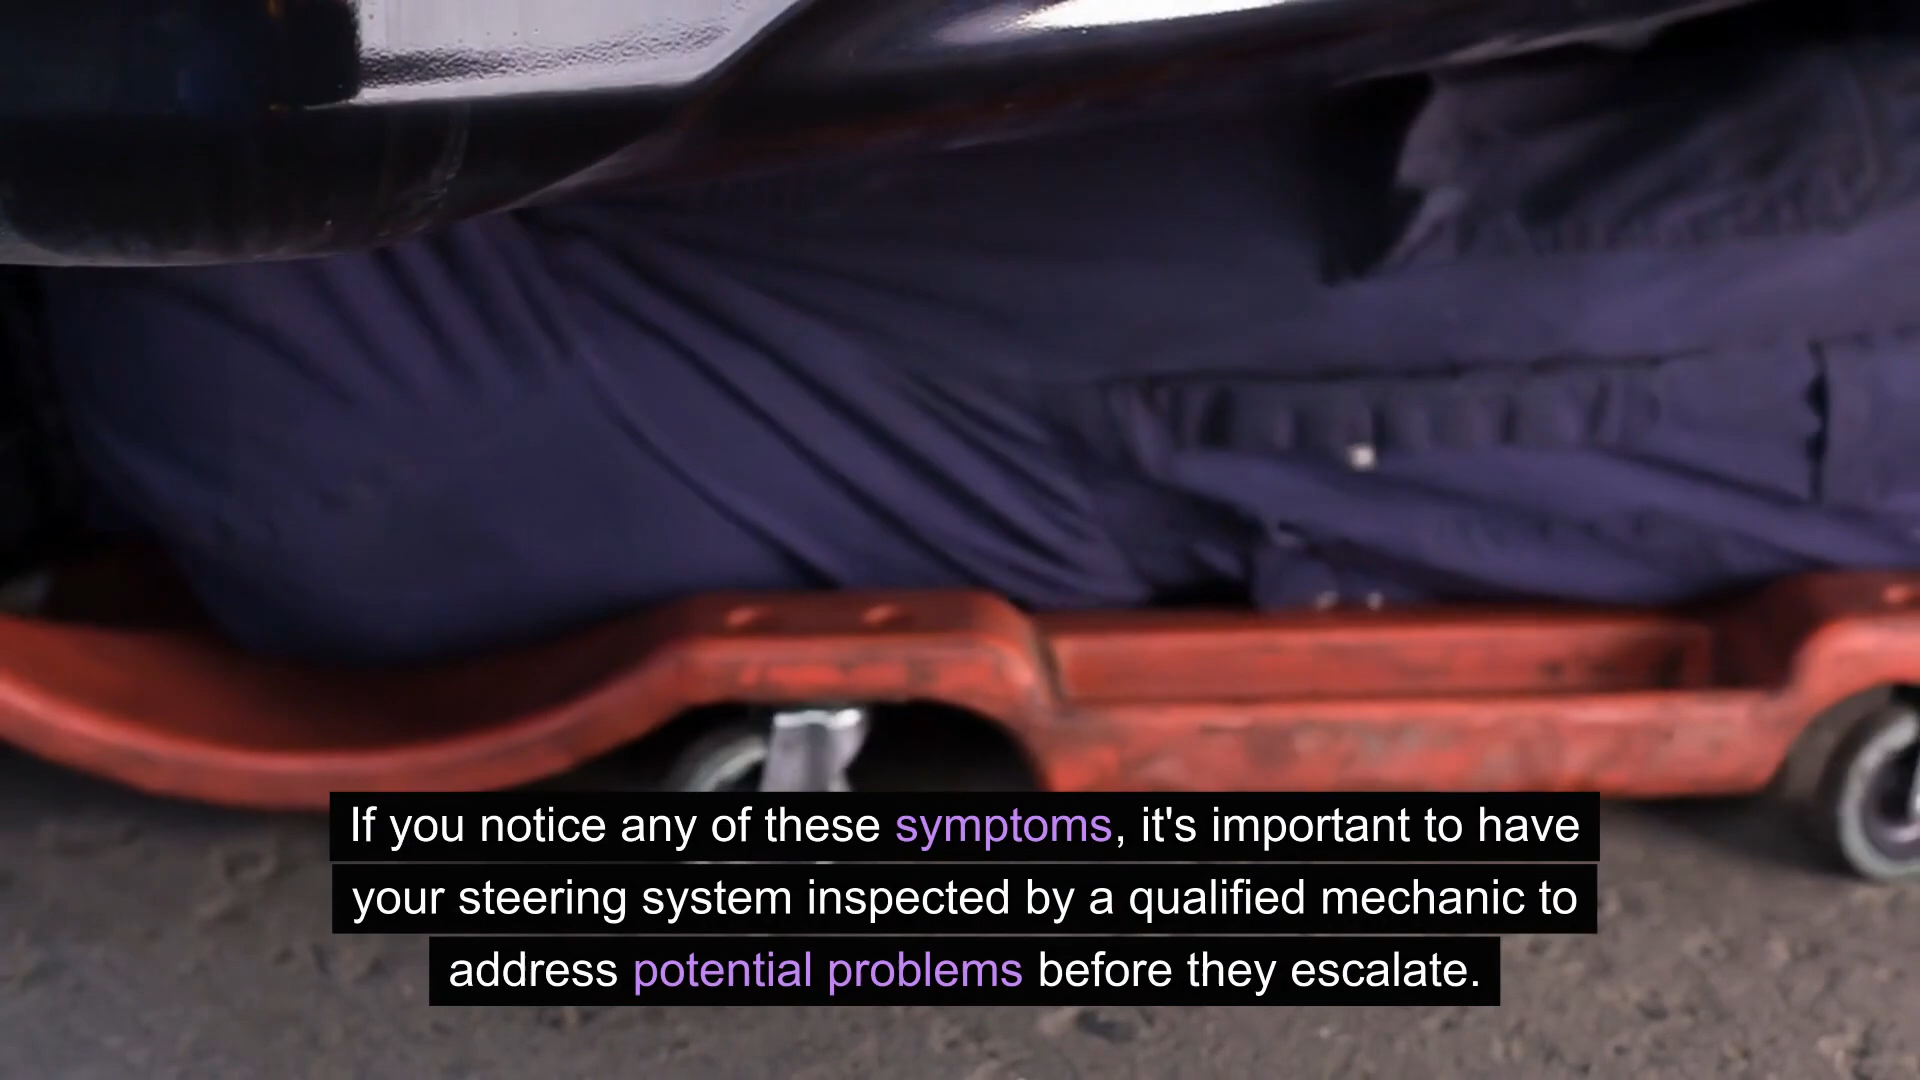 If you notice any of these symptoms, it's important to have
your steering system inspected by a qualified mechanic to
address potential problems before they escalate.